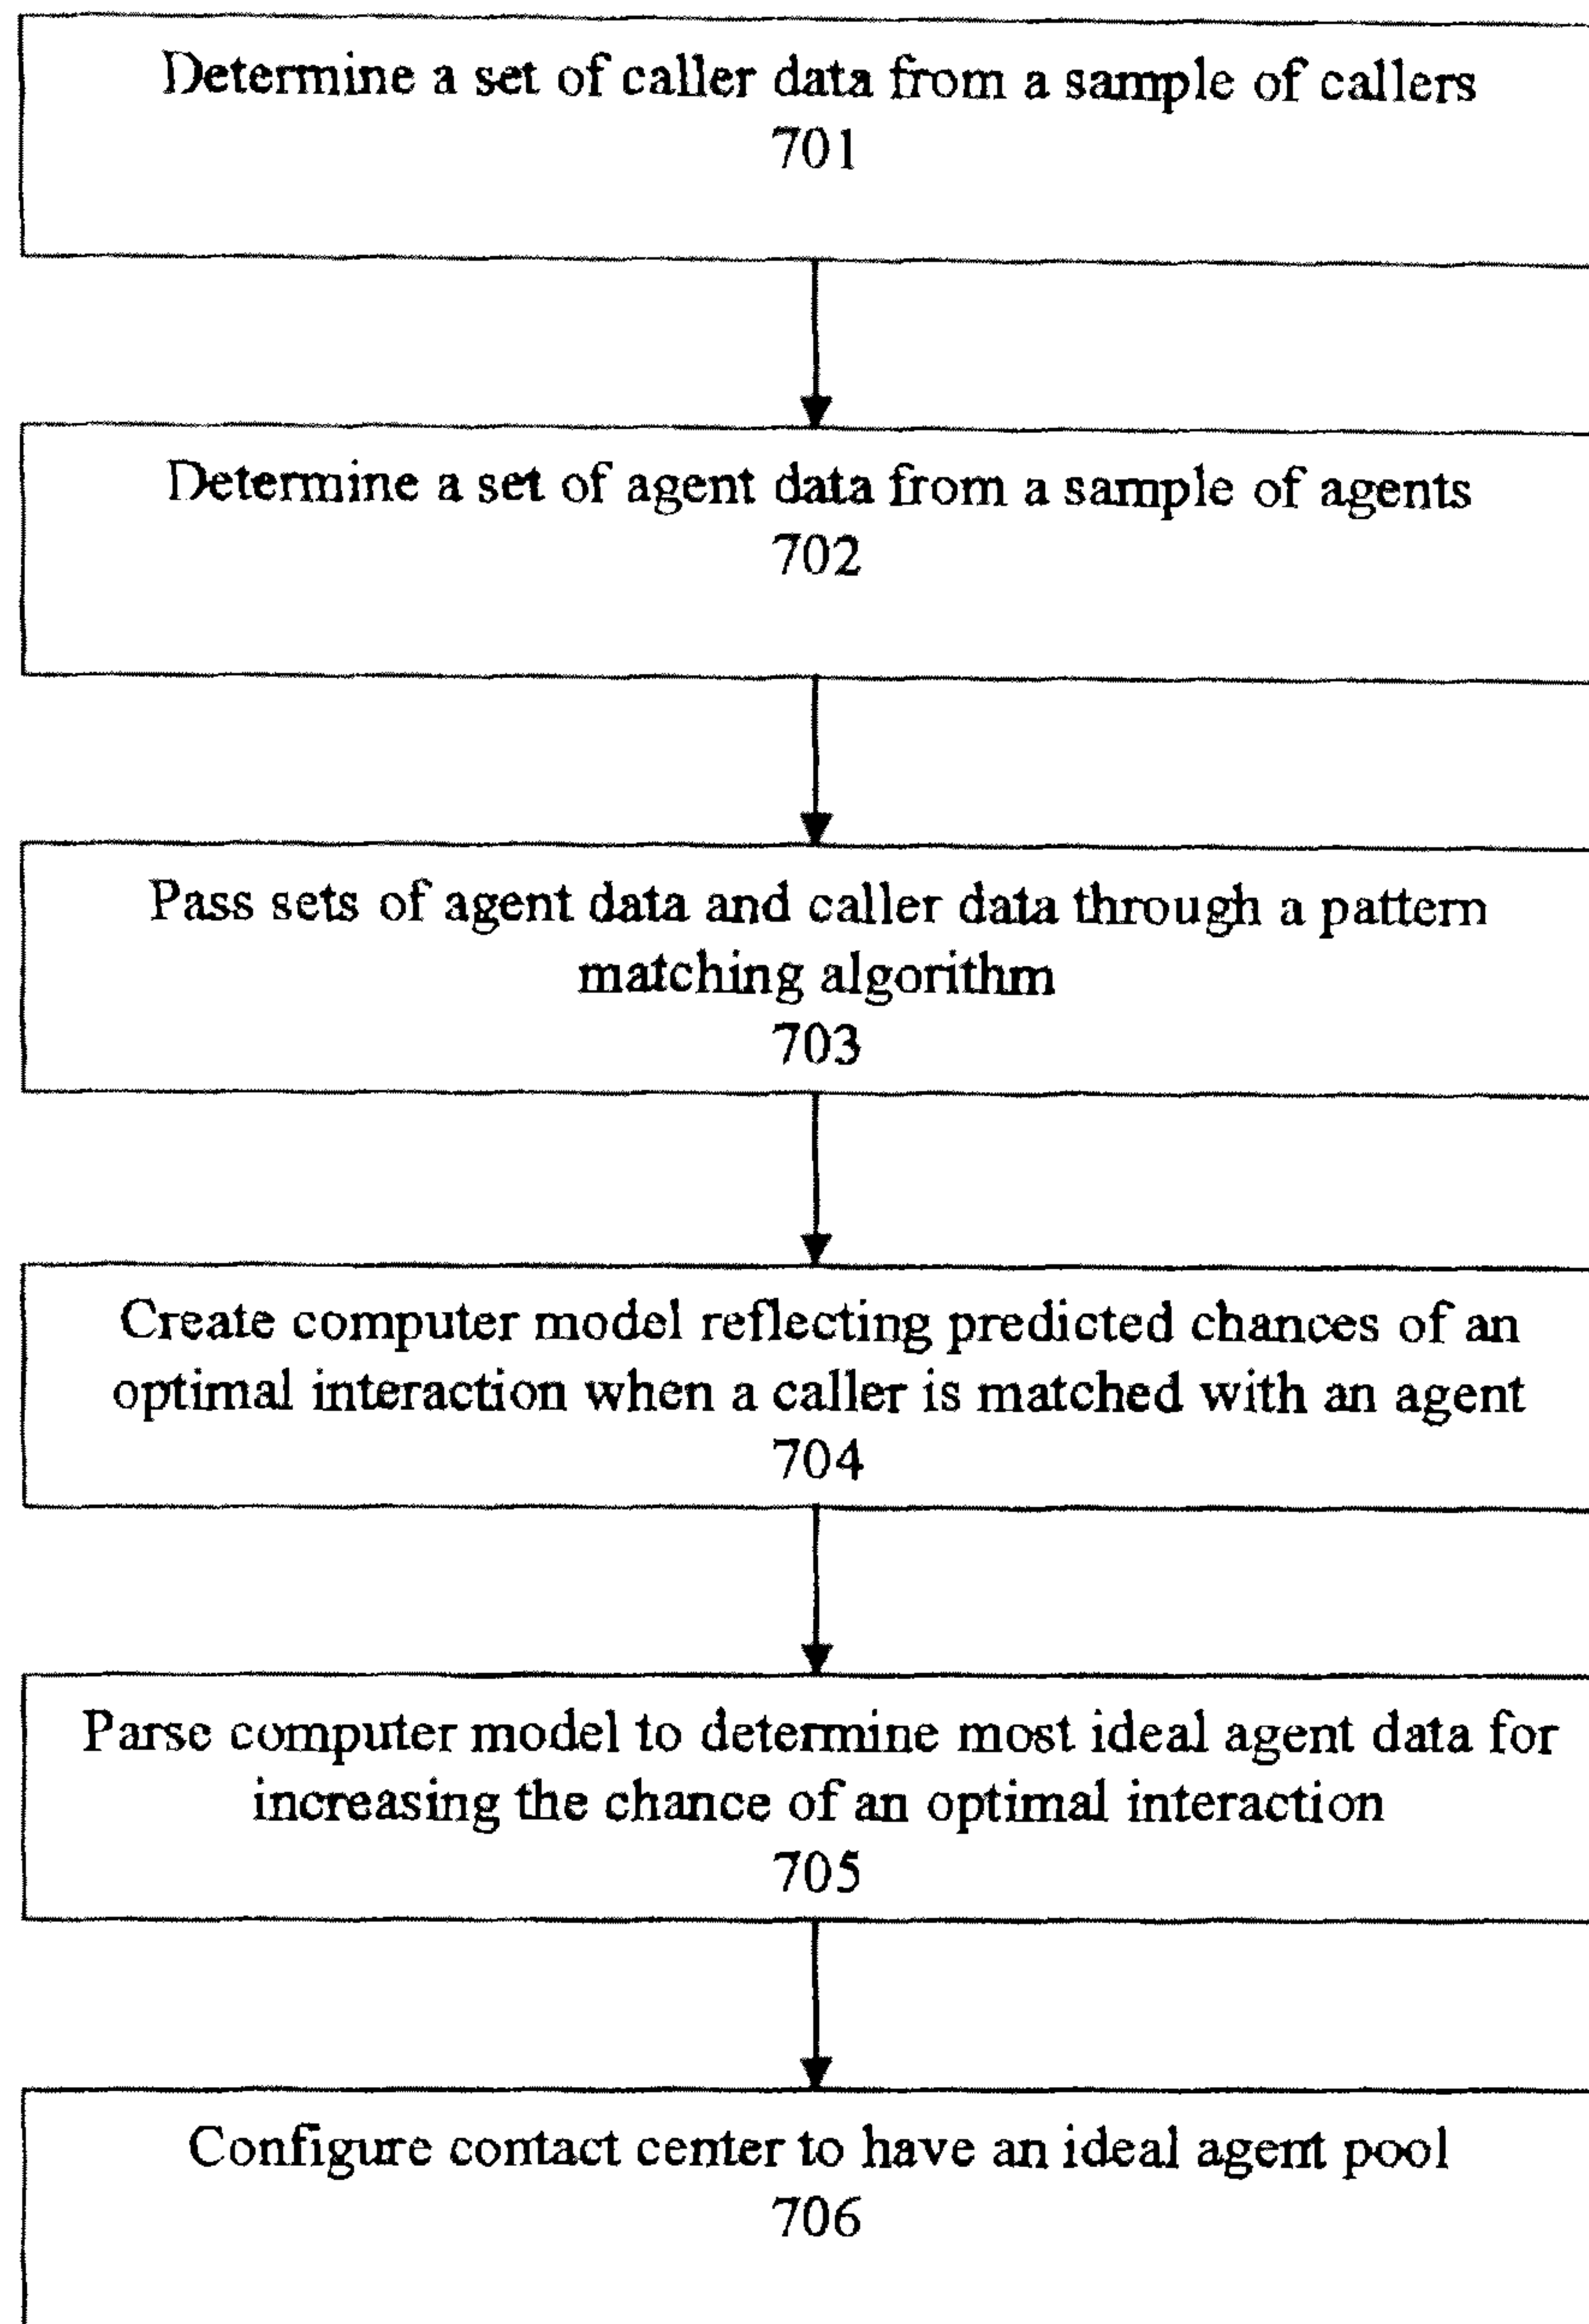 Determine a set of caller data from a sample of callers
701
Determine a set of agent data from a sample of agents
702
Pass sets of agent data and caller data through a pattern
matching algorithm
703
Create computer model reflecting predicted chances of an
optimal interaction when a caller is matched with an agent
704
Parse computer model to determine most ideal agent data for
increasing the chance of an optimal interaction
705
Configure contact center to have an ideal agent pool
706